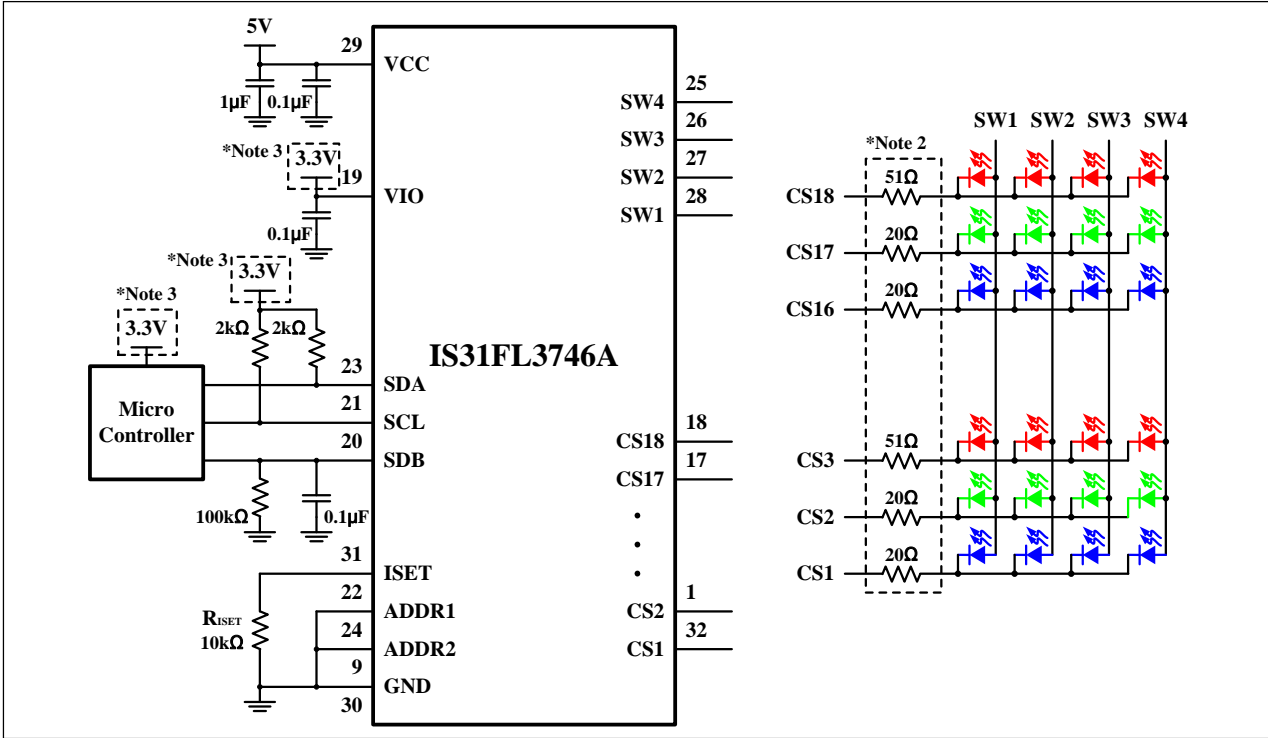 5V
29
VCC
1μF 0.1μF
*Note 3
3.3V
19
VIO
0.1μF
*Note 3
3.3V
*Note 3
3.3V
2kΩ 2kΩ
Micro
Controller
23
SDA
21
SCL
20
SDB
100kΩ
0.1μF
31
ISET
22
ADDR1
RISET
10kΩ
24
ADDR2
9
GND
30
IS31FL3746A
25
SW4
26
SW3
27
SW2
28
SW1
18
CS18
17
CS17
1
CS2
32
CS1
SW1 SW2 SW3 SW4
*Note 2
CS18 51Ω
CS17 20Ω
CS16 20Ω
CS3 51Ω
CS2 20Ω
CS1 20Ω